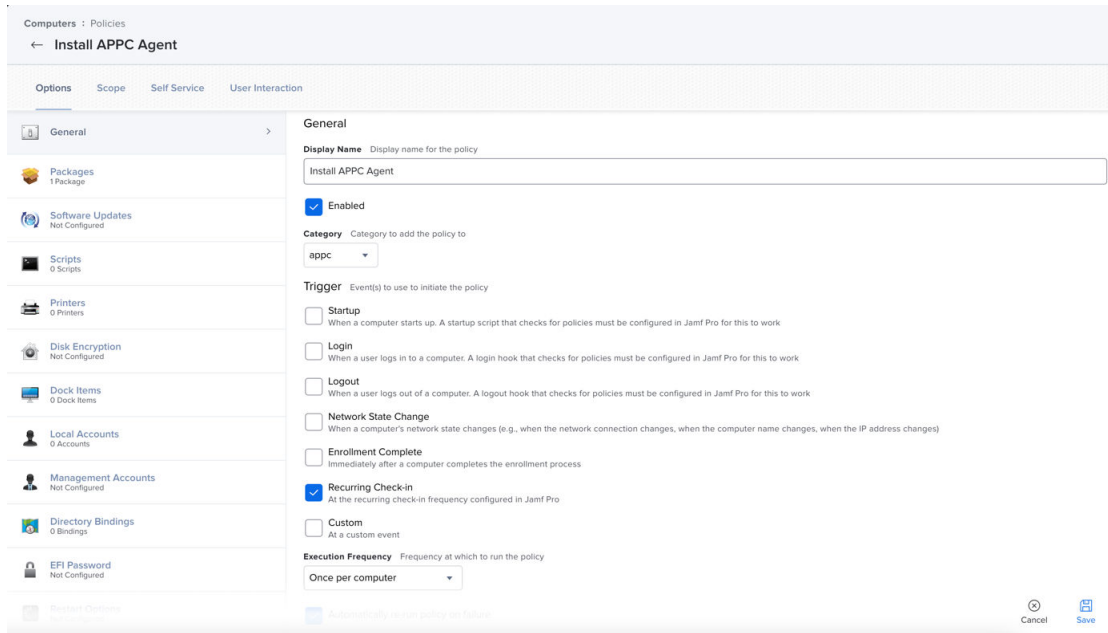 Computers : Policies
← Install APPC Agent
Options Scope Self Service User Interaction
General
Packages
1 Package
Software Updates
Not Configured
Scripts
0 Scripts
Printers
0 Printers
Disk Encryption
Not Configured
Dock Items
0 Dock Items
Local Accounts
0 Accounts
Management Accounts
Not Configured
Directory Bindings
0 Bindings
EFI Password
Not Configured
Restart Options
General
Display Name Display name for the policy
Install APPC Agent
Enabled
Category Category to add the policy to
appc
Trigger Event(s) to use to initiate the policy
Startup
When a computer starts up. A startup script that checks for policies must be configured in Jamf Pro for this to work
Login
When a user logs in to a computer. A login hook that checks for policies must be configured in Jamf Pro for this to work
Logout
When a user logs out of a computer. A logout hook that checks for policies must be configured in Jamf Pro for this to work
Network State Change
When a computer's network state changes (e.g., when the network connection changes, when the computer name changes, when the IP address changes)
Enrollment Complete
Immediately after a computer completes the enrollment process
Recurring Check-in
At the recurring check-in frequency configured in Jamf Pro
Custom
At a custom event
Execution Frequency Frequency at which to run the policy
Once per computer
Automatically re-run policy on failure
Cancel Save